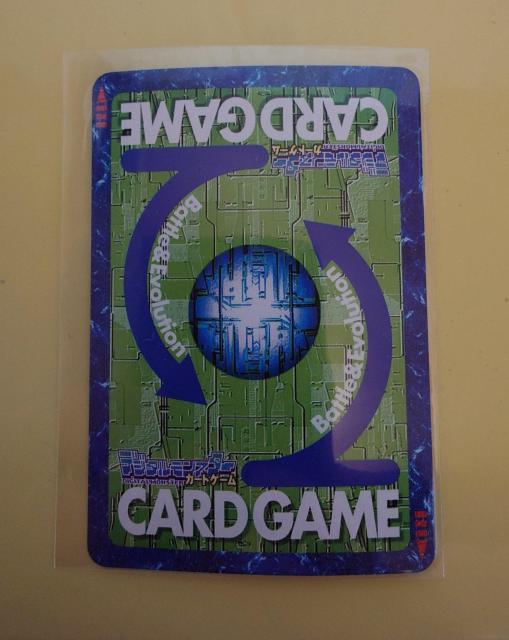 CARD GAME
デジタルモンスター
DIGITALMONSTER
カードゲーム
Battle&Evolution
Battle&Evolution
デジタルモンスター
DIGITALMONSTER カードゲーム
CARD GAME